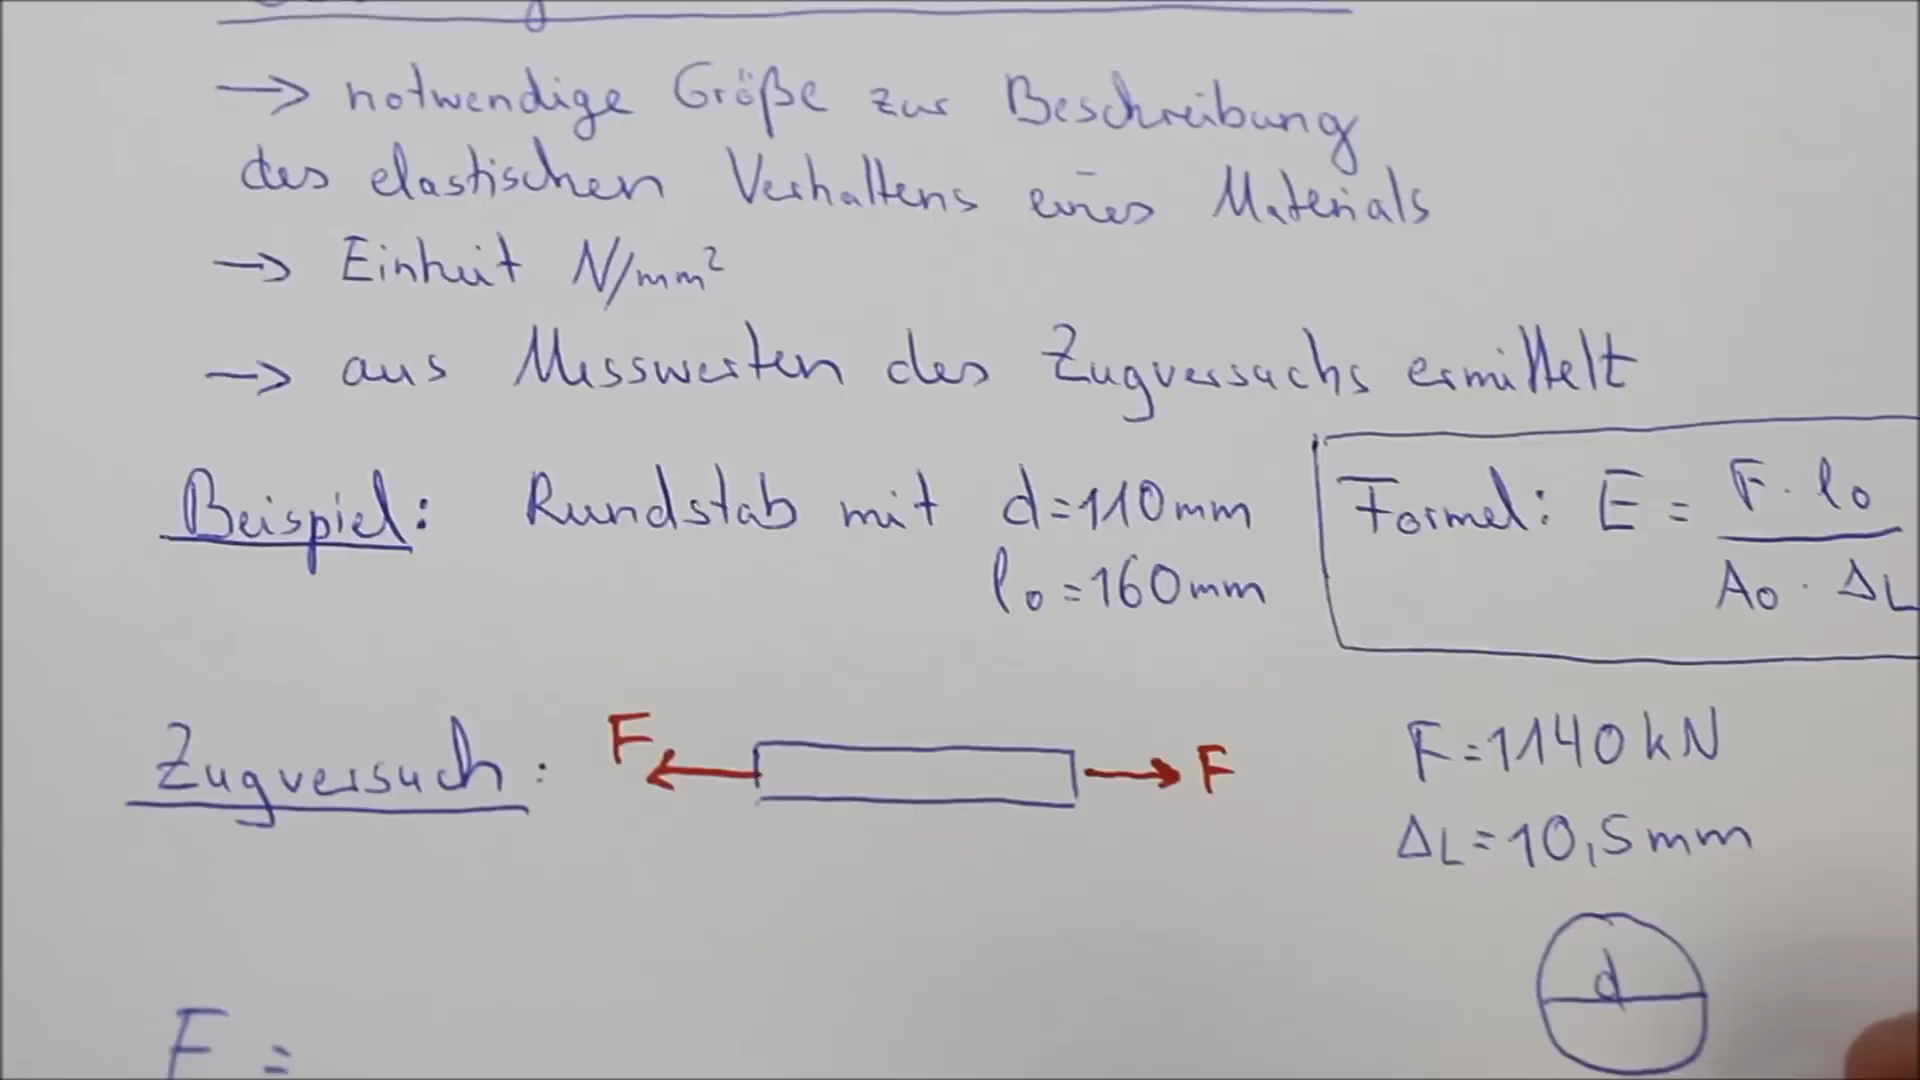 → notwendige Größe zur Beschreibung
des elastischen Verhaltens eines Materials
→ Einheit N/mm²
→ aus Messwerten des Zugversuchs ermittelt
Beispiel: Rundstab mit d=110mm
l₀=160mm
Formel: E = F·l₀ / A₀·ΔL
Zugversuch: F F
F=1140kN
ΔL=10,5mm
d
F =